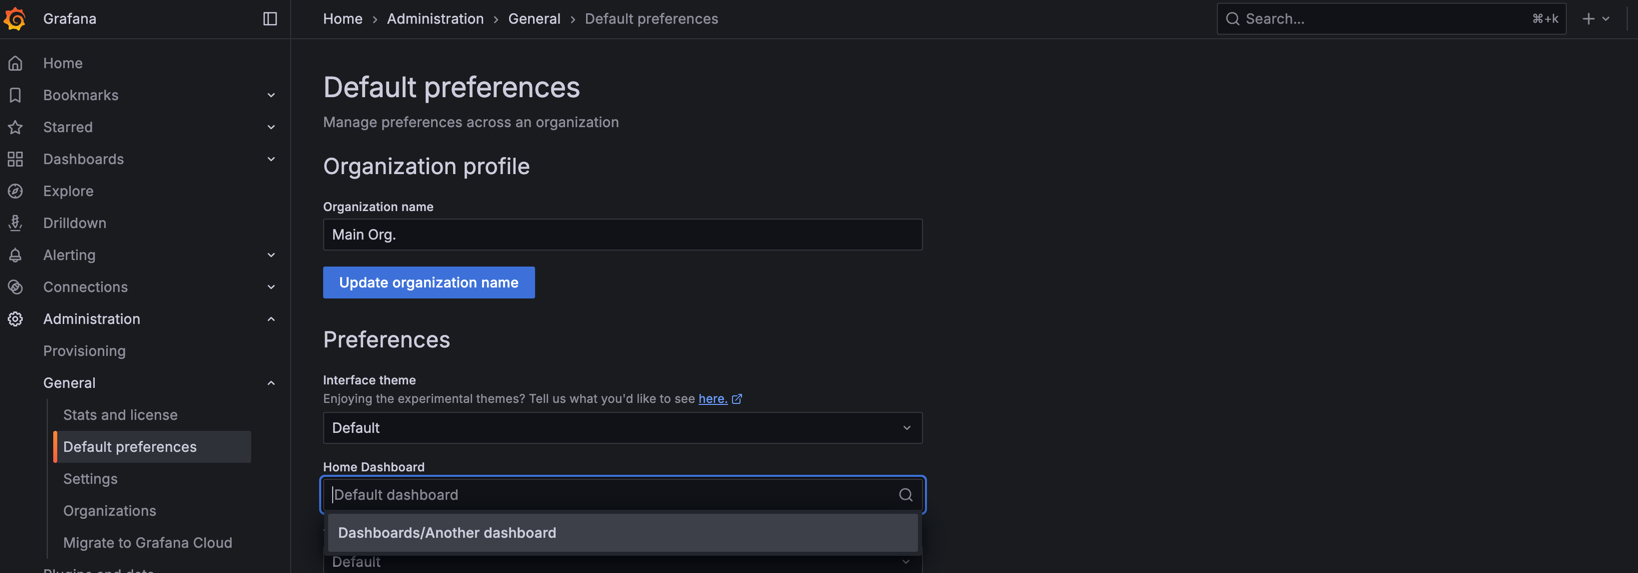 Grafana
Home › Administration › General › Default preferences
Search... ⌘+k
Home
Bookmarks
Starred
Dashboards
Explore
Drilldown
Alerting
Connections
Administration
Provisioning
General
Stats and license
Default preferences
Settings
Organizations
Migrate to Grafana Cloud
Default preferences
Manage preferences across an organization
Organization profile
Organization name
Main Org.
Update organization name
Preferences
Interface theme
Enjoying the experimental themes? Tell us what you'd like to see here.
Default
Home Dashboard
Default dashboard
Dashboards/Another dashboard
Default